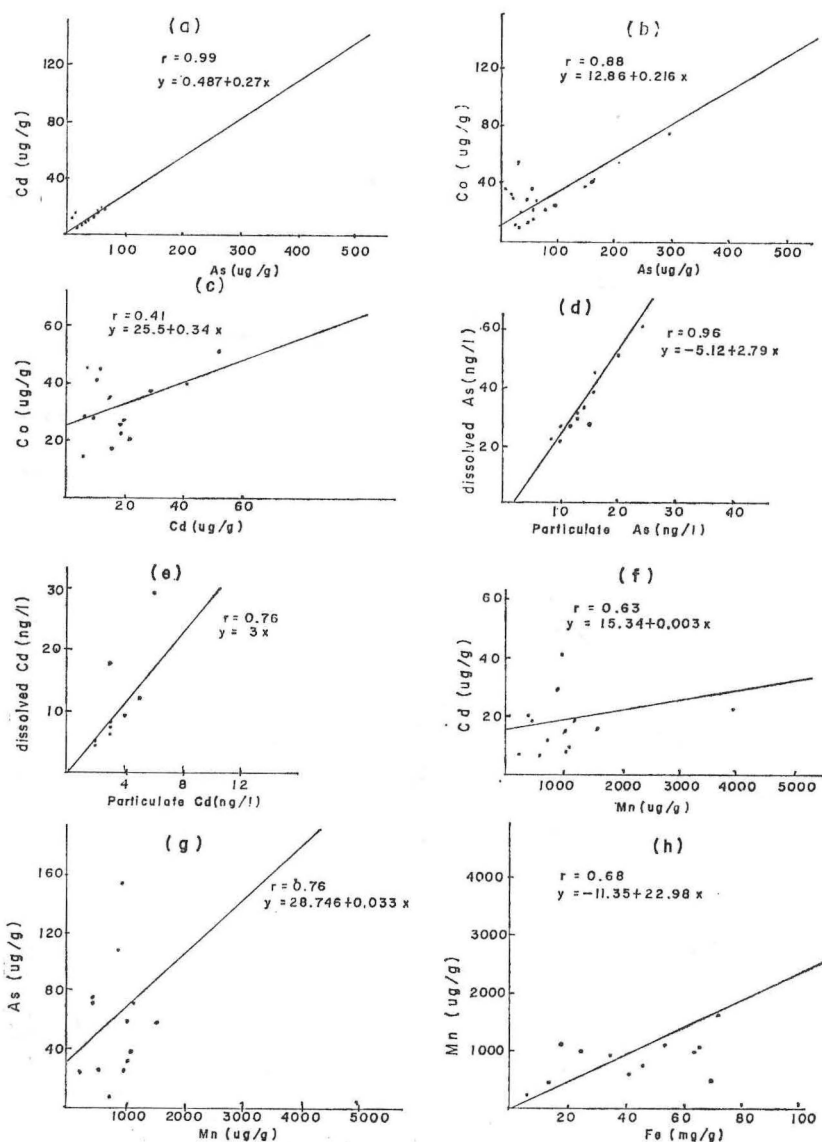 (a)
r = 0.99
y = 0.487+0.27x
120
80
40
Cd (ug/g)
0 100 200 300 400 500
As (ug/g)
(b)
r = 0.88
y = 12.86+0.216x
120
80
40
Co (ug/g)
0 100 200 300 400 500
As (ug/g)
(c)
r = 0.41
y = 25.5+0.34 x
60
40
20
0
Co (ug/g)
20 40 60
Cd (ug/g)
(d)
r = 0.96
y = -5.12+2.79 x
60
40
20
dissolved As (ng/l)
10 20 30 40
Particulate As (ng/l)
(e)
r = 0.76
y = 3 x
30
20
10
dissolved Cd (ng/l)
4 8 12
Particulate Cd(ng/l)
(f)
r = 0.63
y = 15.34+0.003 x
60
40
20
0
Cd (ug/g)
1000 2000 3000 4000 5000
Mn(ug/g)
(g)
r = 0.76
y = 28.746+0.033 x
160
120
80
40
As (ug/g)
0 1000 2000 3000 4000 5000
Mn (ug/g)
(h)
r = 0.68
y = -11.35+22.98 x
4000
3000
2000
1000
Mn (ug/g)
0 20 40 60 80 100
Fe (mg/g)